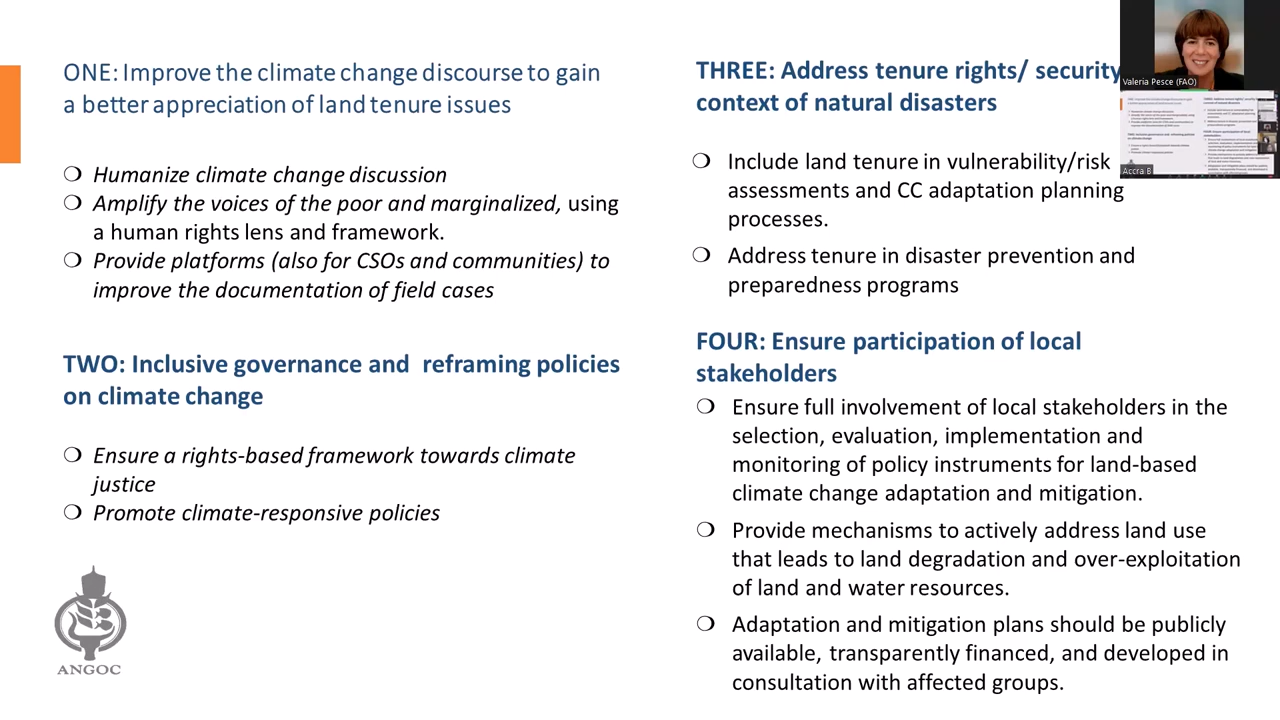 ONE: Improve the climate change discourse to gain
a better appreciation of land tenure issues
❍ Humanize climate change discussion
❍ Amplify the voices of the poor and marginalized, using
a human rights lens and framework.
❍ Provide platforms (also for CSOs and communities) to
improve the documentation of field cases
TWO: Inclusive governance and reframing policies
on climate change
❍ Ensure a rights-based framework towards climate
justice
❍ Promote climate-responsive policies
ANGOC
THREE: Address tenure rights/ security
context of natural disasters
❍ Include land tenure in vulnerability/risk
assessments and CC adaptation planning
processes.
❍ Address tenure in disaster prevention and
preparedness programs
FOUR: Ensure participation of local
stakeholders
❍ Ensure full involvement of local stakeholders in the
selection, evaluation, implementation and
monitoring of policy instruments for land-based
climate change adaptation and mitigation.
❍ Provide mechanisms to actively address land use
that leads to land degradation and over-exploitation
of land and water resources.
❍ Adaptation and mitigation plans should be publicly
available, transparently financed, and developed in
consultation with affected groups.
Valeria Pesce (FAO)
Accra B